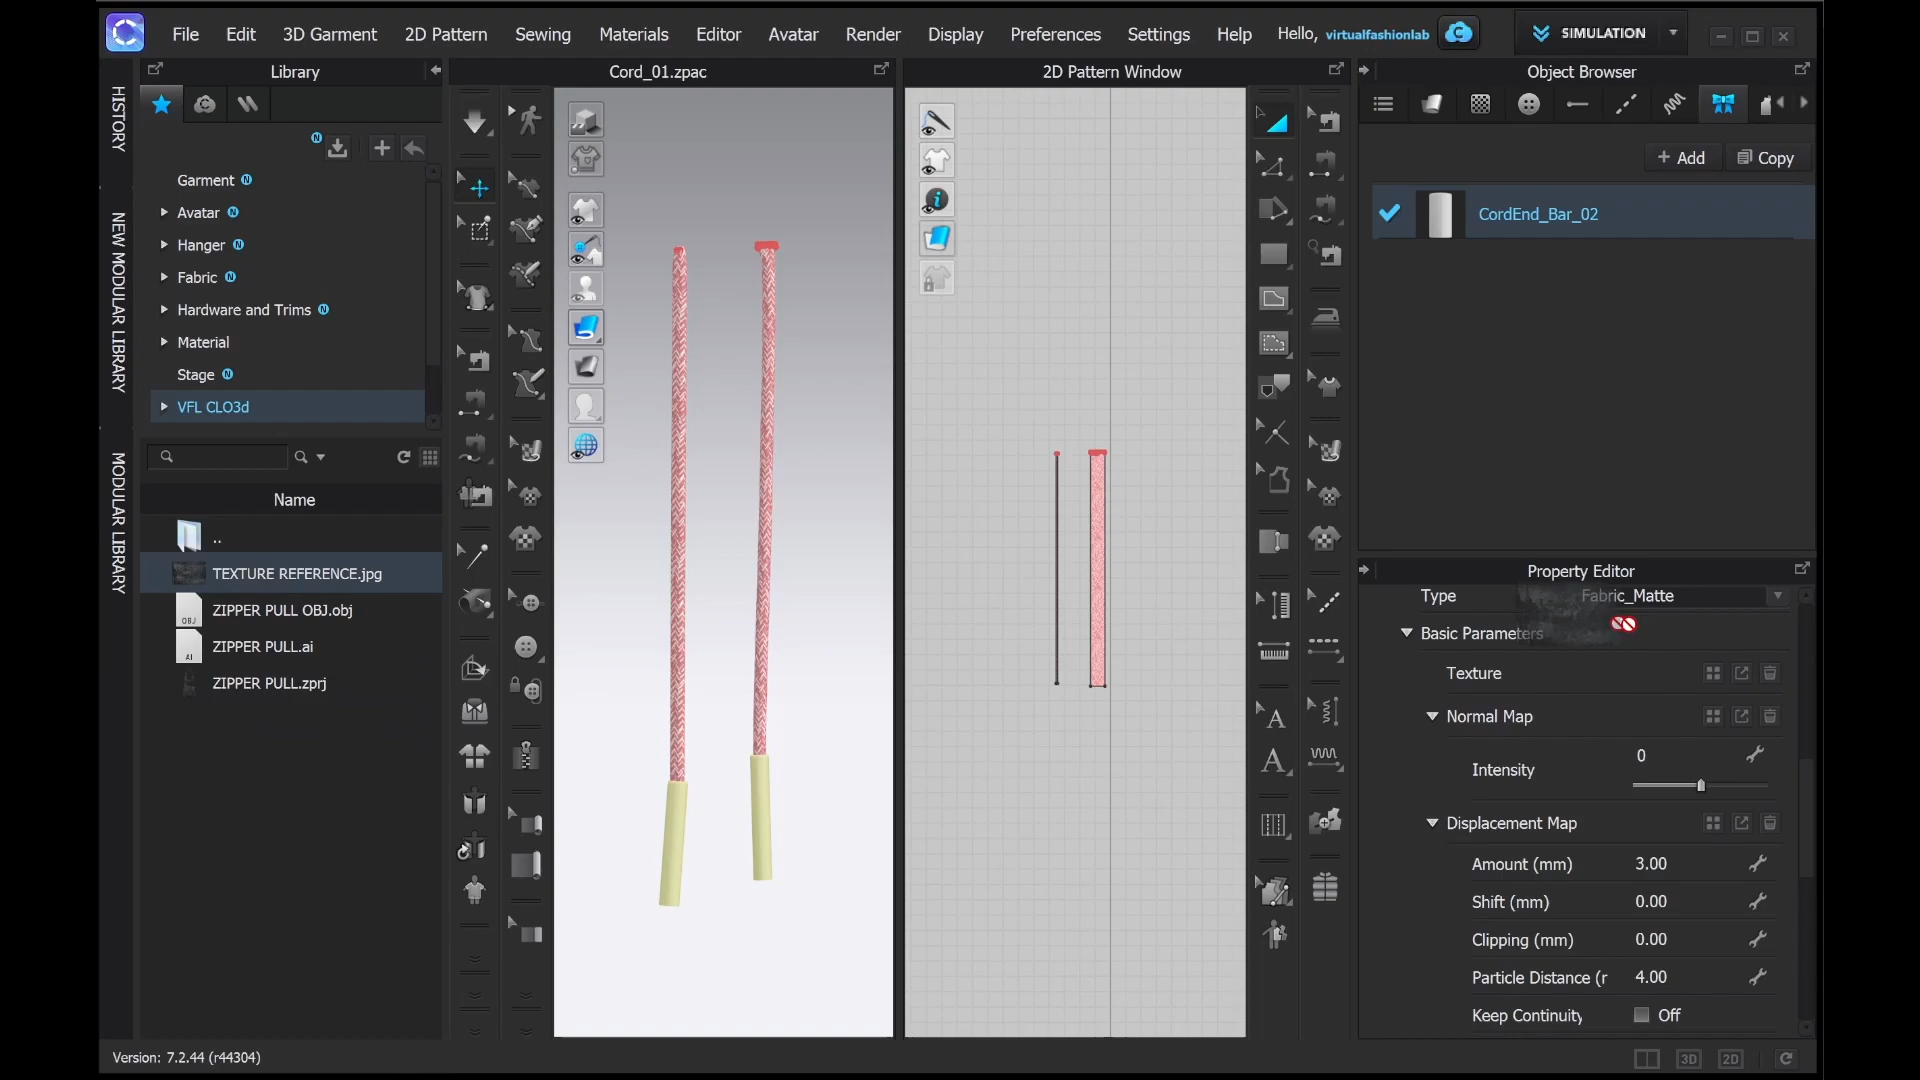 File Edit 3D Garment 2D Pattern Sewing Materials Editor Avatar Render Display Preferences Settings Help Hello, virtualfashionlab SIMULATION
HISTORY
NEW MODULAR LIBRARY
MODULAR LIBRARY
Library
Garment N
Avatar N
Hanger N
Fabric N
Hardware and Trims N
Material
Stage N
VFL CLO3d
Name
..
TEXTURE REFERENCE.jpg
OBJ ZIPPER PULL OBJ.obj
AI ZIPPER PULL.ai
ZIPPER PULL.zprj
Cord_01.zpac
2D Pattern Window
Object Browser
+ Add Copy
CordEnd_Bar_02
Property Editor
Type Fabric_Matte
Basic Parameters
Texture
Normal Map
Intensity 0
Displacement Map
Amount (mm) 3.00
Shift (mm) 0.00
Clipping (mm) 0.00
Particle Distance (r 4.00
Keep Continuity Off
Version: 7.2.44 (r44304)
3D 2D